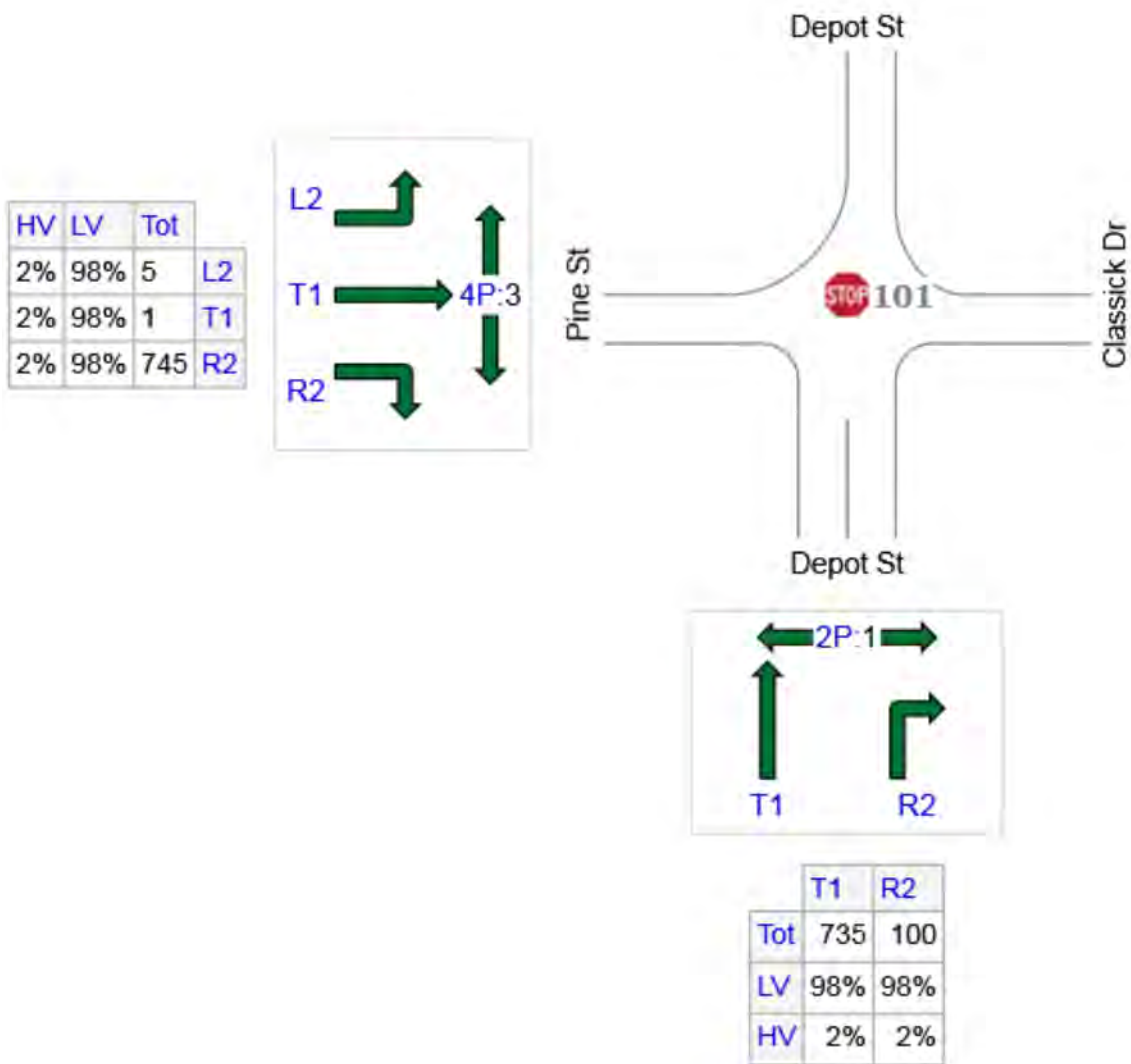 Depot St
HV LV Tot
2% 98% 5 L2
2% 98% 1 T1
2% 98% 745 R2
L2
T1
R2
4P:3
Pine St
STOP 101
Classick Dr
Depot St
2P:1
T1 R2
T1 R2
Tot 735 100
LV 98% 98%
HV 2% 2%